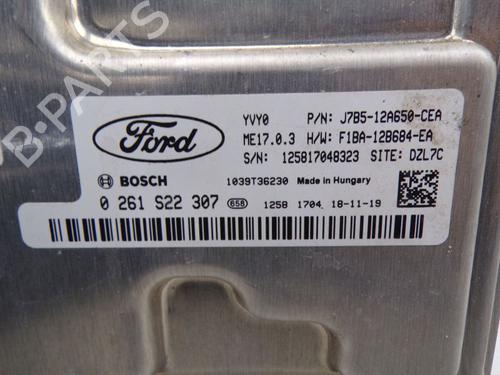 B-PARTS
YVY0 P/N: J7B5-12A650-CEA
Ford
ME17.0.3 H/W: F1BA-12B684-EA
S/N: 125817048323 SITE: DZL7C
BOSCH 1039T36230 Made in Hungary
0 261 S22 307 658 1258 1704 18-11-19